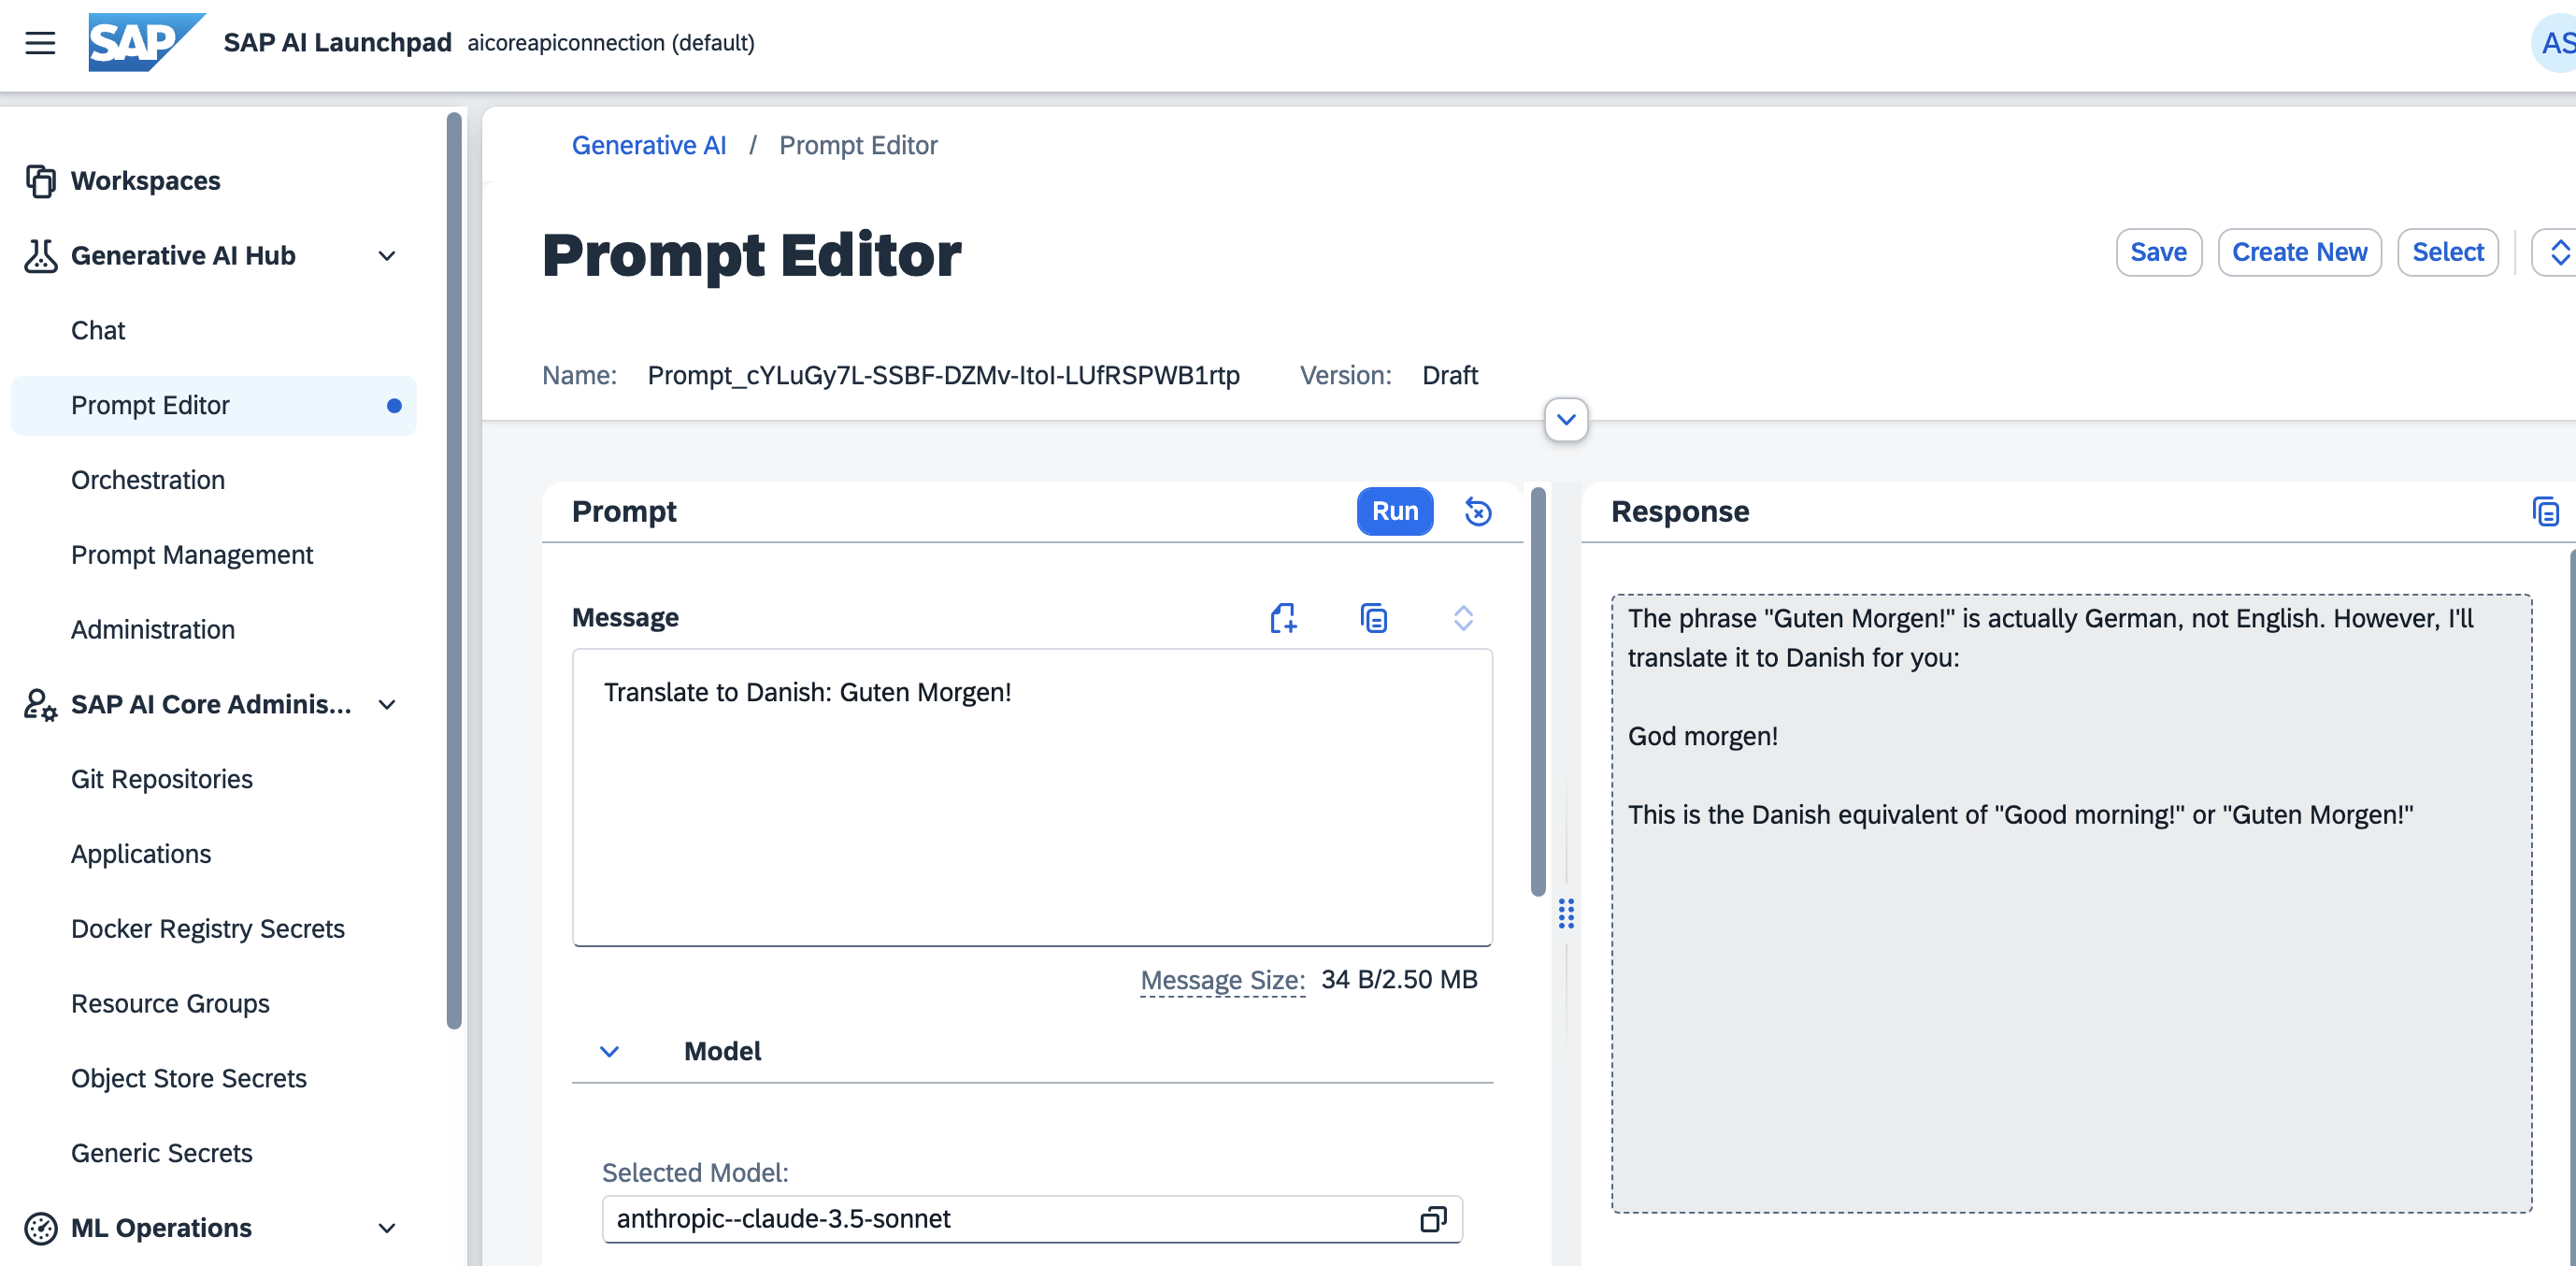 SAP SAP AI Launchpad aicoreapiconnection (default)
AS
Workspaces
Generative AI Hub
Chat
Prompt Editor
Orchestration
Prompt Management
Administration
SAP AI Core Adminis...
Git Repositories
Applications
Docker Registry Secrets
Resource Groups
Object Store Secrets
Generic Secrets
ML Operations
Generative AI / Prompt Editor
Prompt Editor
Save Create New Select
Name: Prompt_cYLuGy7L-SSBF-DZMv-ItoI-LUfRSPWB1rtp Version: Draft
Prompt Run
Message
Translate to Danish: Guten Morgen!
Message Size: 34 B/2.50 MB
Model
Selected Model:
anthropic--claude-3.5-sonnet
Response
The phrase "Guten Morgen!" is actually German, not English. However, I'll
translate it to Danish for you:
God morgen!
This is the Danish equivalent of "Good morning!" or "Guten Morgen!"